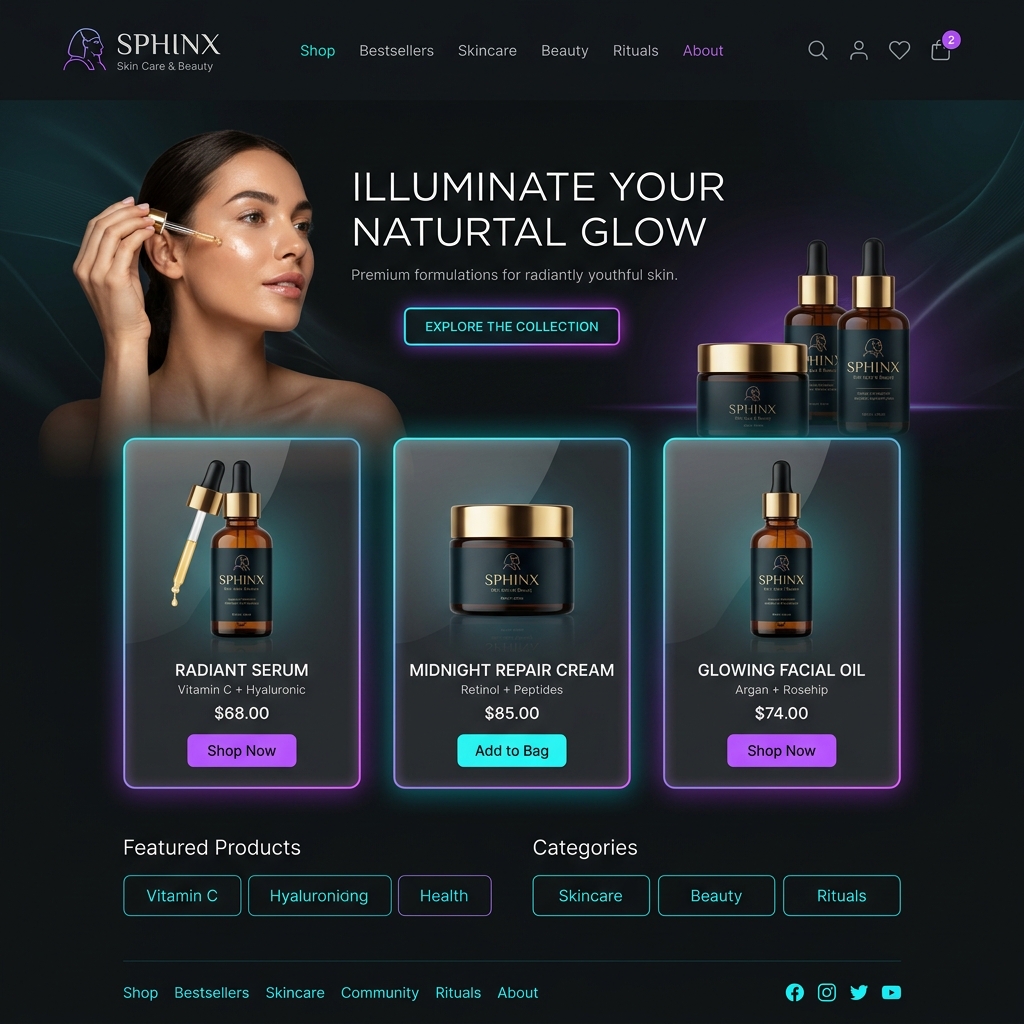 SPHINX
Skin Care & Beauty
Shop
Bestsellers
Skincare
Beauty
Rituals
About
2
ILLUMINATE YOUR
NATURTAL GLOW
Premium formulations for radiantly youthful skin.
EXPLORE THE COLLECTION
SPHINX
SPHINX
SPHINX
SPHINX
SPHINX
RADIANT SERUM
Vitamin C + Hyaluronic
$68.00
Shop Now
MIDNIGHT REPAIR CREAM
Retinol + Peptides
$85.00
Add to Bag
GLOWING FACIAL OIL
Argan + Rosehip
$74.00
Shop Now
Featured Products
Categories
Vitamin C
Hyaluroniong
Health
Skincare
Beauty
Rituals
Shop
Bestsellers
Skincare
Community
Rituals
About